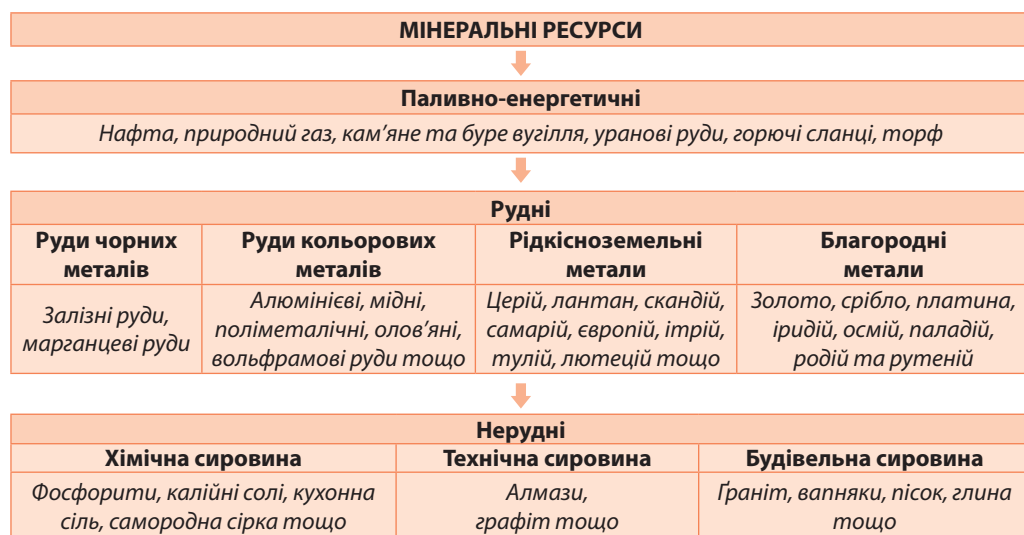 МІНЕРАЛЬНІ РЕСУРСИ
Паливно-енергетичні
Нафта, природний газ, кам’яне та буре вугілля, уранові руди, горючі сланці, торф
Рудні
Руди чорних
металів
Руди кольорових
металів
Рідкісноземельні
метали
Благородні
метали
Залізні руди,
марганцеві руди
Алюмінієві, мідні,
поліметалічні, олов’яні,
вольфрамові руди тощо
Церій, лантан, скандій,
самарій, європій, ітрій,
тулій, лютецій тощо
Золото, срібло, платина,
іридій, осмій, паладій,
родій та рутеній
Нерудні
Хімічна сировина
Технічна сировина
Будівельна сировина
Фосфорити, калійні солі, кухонна
сіль, самородна сірка тощо
Алмази,
графіт тощо
Ґраніт, вапняки, пісок, глина
тощо